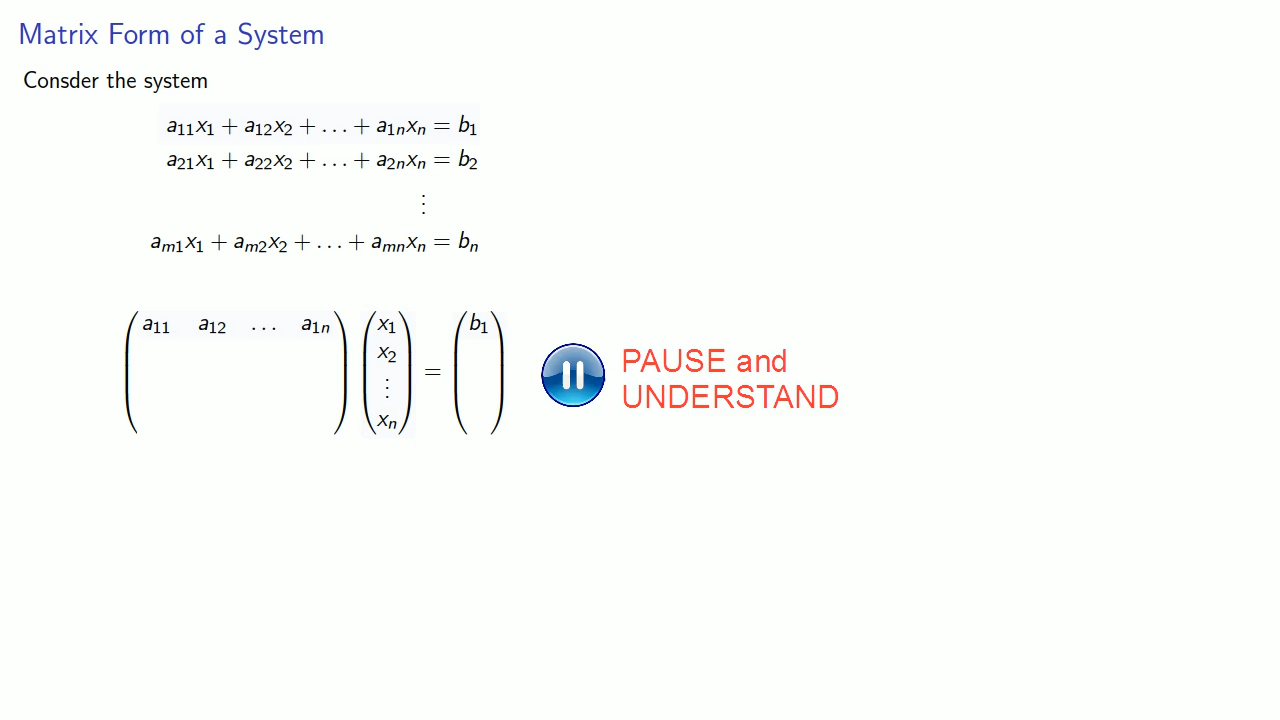 Matrix Form of a System
Consder the system
a₁₁x₁ + a₁₂x₂ + … + a₁ₙxₙ = b₁
a₂₁x₁ + a₂₂x₂ + … + a₂ₙxₙ = b₂
⋮
aₘ₁x₁ + aₘ₂x₂ + … + aₘₙxₙ = bₙ
(a₁₁ a₁₂ … a₁ₙ) (x₁ x₂ ⋮ xₙ) = (b₁)
PAUSE and
UNDERSTAND